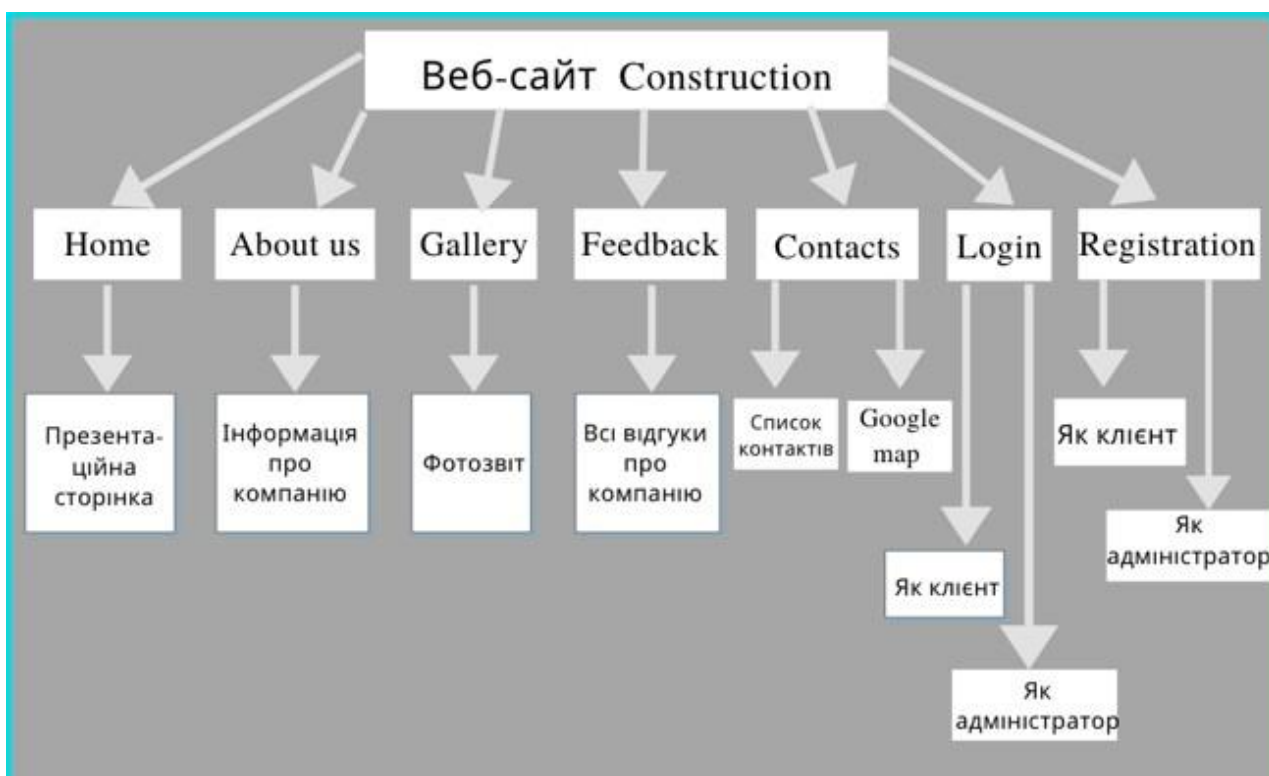 Веб-сайт Construction
Home
About us
Gallery
Feedback
Contacts
Login
Registration
Презента-
ційна
сторінка
Інформація
про
компанію
Фотозвіт
Всі відгуки
про
компанію
Список
контактів
Google
map
Як клієнт
Як
адміністратор
Як клієнт
Як
адміністратор